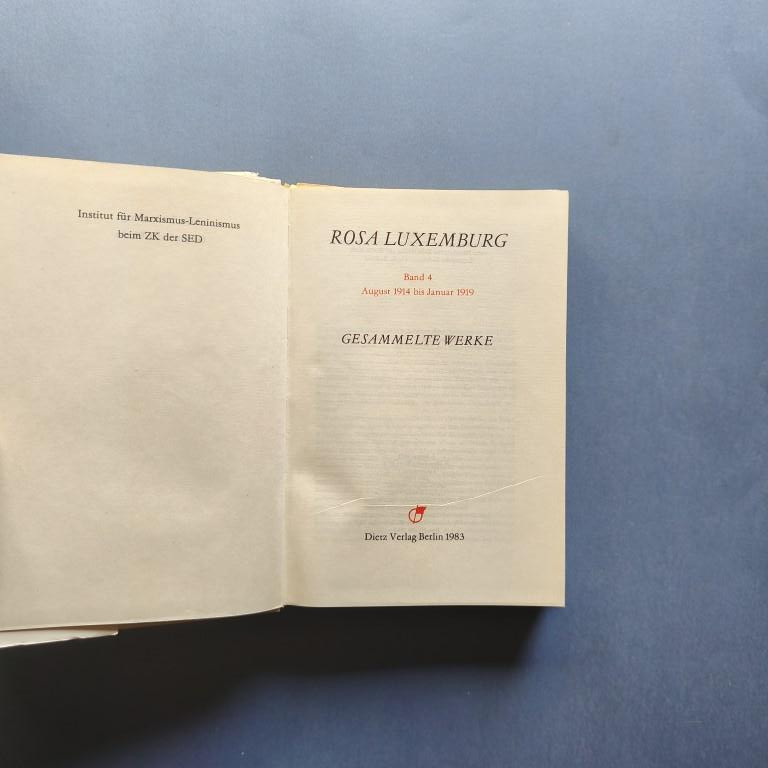 Institut für Marxismus-Leninismus
beim ZK der SED
ROSA LUXEMBURG
Band 4
August 1914 bis Januar 1919
GESAMMELTE WERKE
Dietz Verlag Berlin 1983